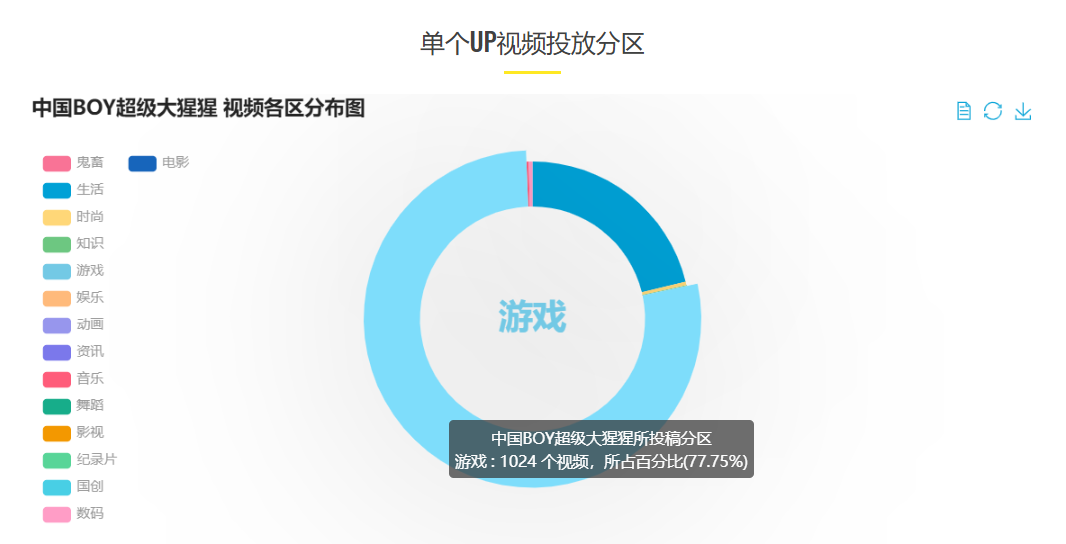 单个UP视频投放分区
中国BOY超级大猩猩 视频各区分布图
鬼畜 电影
生活
时尚
知识
游戏
娱乐
动画
资讯
音乐
舞蹈
影视
纪录片
国创
数码
游戏
中国BOY超级大猩猩所投稿分区
游戏 : 1024 个视频，所占百分比(77.75%)